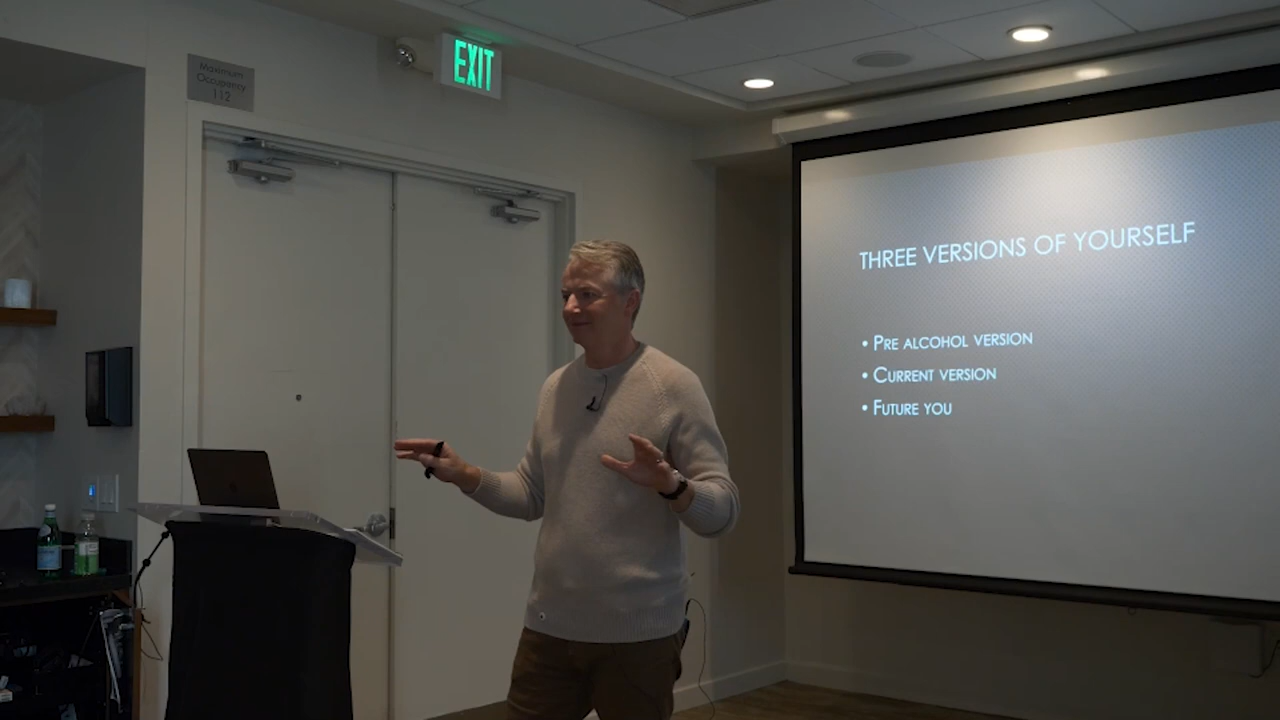 Maximum
Occupancy
112
EXIT
THREE VERSIONS OF YOURSELF
• PRE ALCOHOL VERSION
• CURRENT VERSION
• FUTURE YOU